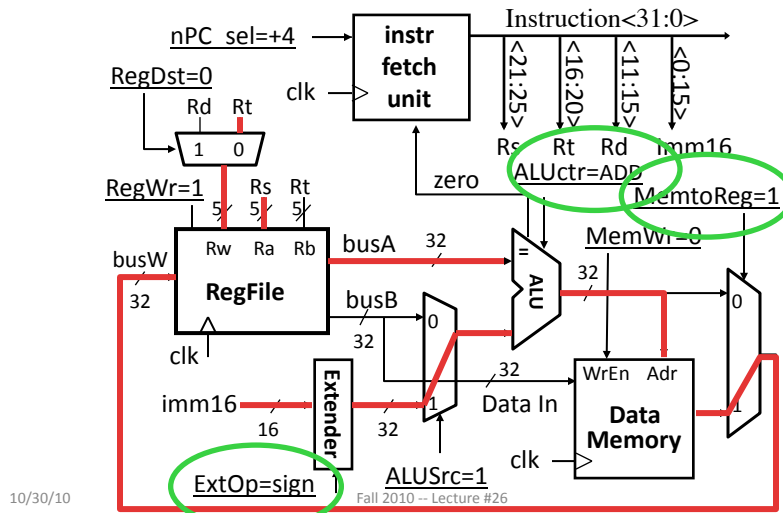 Instruction<31:0>
nPC_sel=+4
instr
fetch
unit
clk
RegDst=0
<21:25>
<16:20>
<11:15>
<0:15>
Rd Rt
1 0
Rs Rt Rd imm16
zero
ALUctr=ADD
MemtoReg=1
RegWr=1
Rs Rt
5 5 5
MemWr=0
busW
32
Rw Ra Rb
RegFile
clk
busA
32
busB
32
=
ALU
32
0
1
0
1
imm16
16
Extender
32
32
Data In
WrEn Adr
Data
Memory
clk
ExtOp=sign
ALUSrc=1
10/30/10
Fall 2010 -- Lecture #26